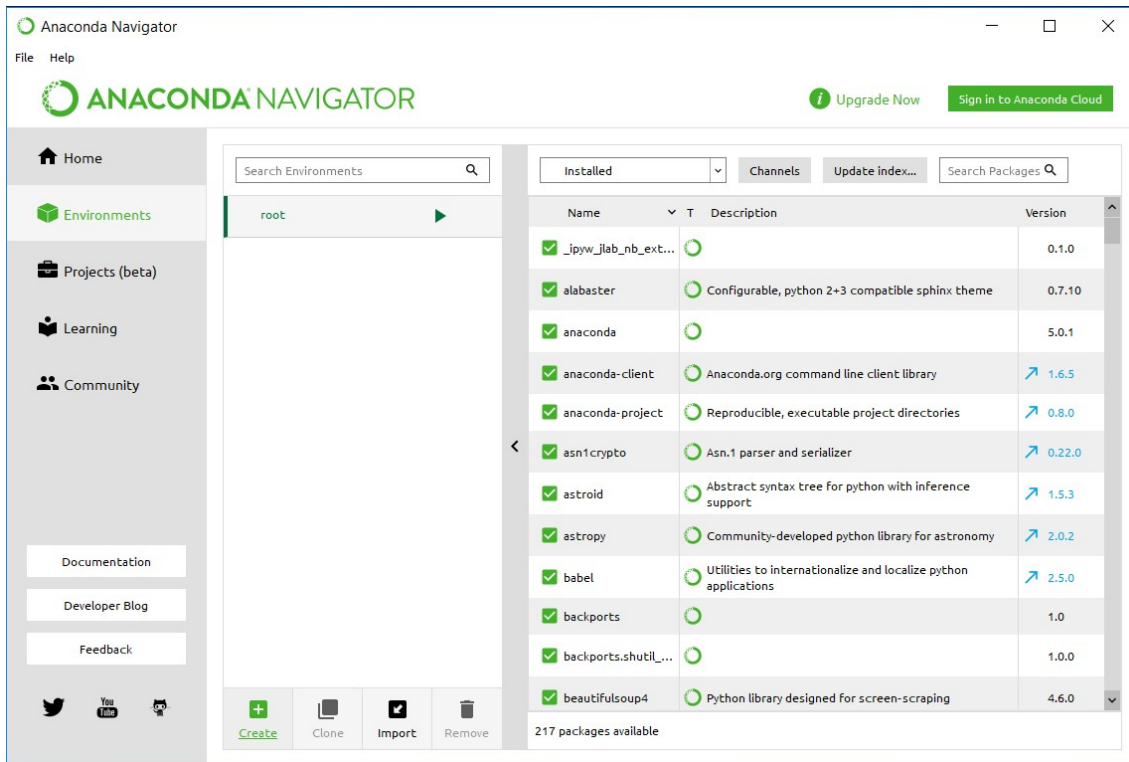 Anaconda Navigator
File Help
ANACONDA NAVIGATOR
i Upgrade Now
Sign in to Anaconda Cloud
Home
Environments
Projects (beta)
Learning
Community
Documentation
Developer Blog
Feedback
You Tube
Search Environments
root
Create Clone Import Remove
Installed Channels Update index... Search Packages
Name T Description Version
_ipyw_jlab_nb_ext... 0.1.0
alabaster Configurable, python 2+3 compatible sphinx theme 0.7.10
anaconda 5.0.1
anaconda-client Anaconda.org command line client library 1.6.5
anaconda-project Reproducible, executable project directories 0.8.0
asn1crypto Asn.1 parser and serializer 0.22.0
astroid Abstract syntax tree for python with inference
support 1.5.3
astropy Community-developed python library for astronomy 2.0.2
babel Utilities to internationalize and localize python
applications 2.5.0
backports 1.0
backports.shutil_... 1.0.0
beautifulsoup4 Python library designed for screen-scraping 4.6.0
217 packages available